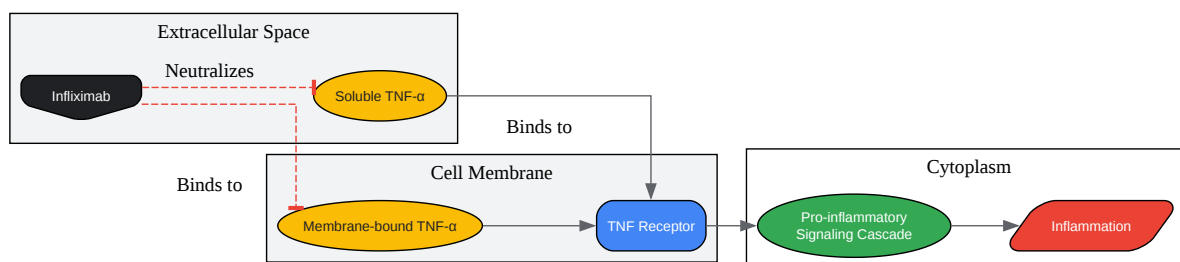 Extracellular Space
Neutralizes
Infliximab
Soluble TNF-α
Binds to
Binds to
Cell Membrane
Cytoplasm
Membrane-bound TNF-α
TNF Receptor
Pro-inflammatory
Signaling Cascade
Inflammation